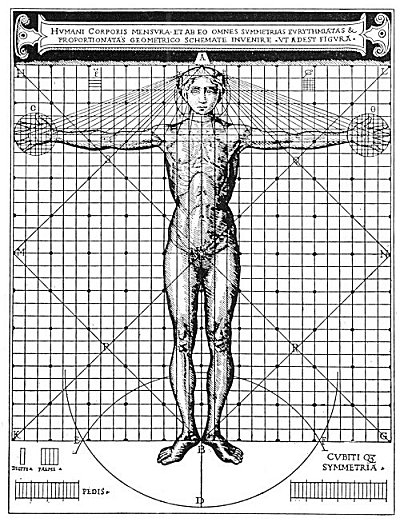 HVMANI CORPORIS MENSVRA·ET AB EO OMNES SVMMETRIAS EVRYTHMIATAS &
PROPORTIONATAS GEOMETRICO SCHEMATE INVENIRE·VT ADEST FIGVRA·
A
H
L
C
O
S
Q
M
N
P
R
K
E
F
G
B
CVBITI QZ
SYMMETRIA·
PEDIS·
D